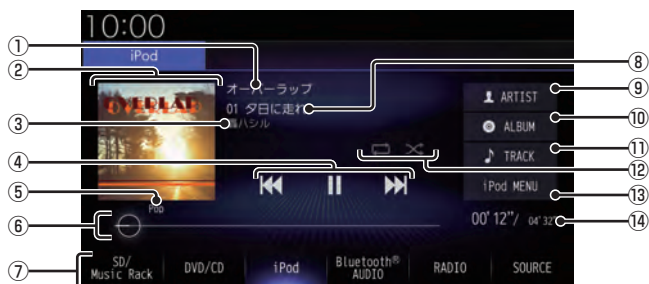 10:00
iPod
① ② ③ ④ ⑤ ⑥ ⑦
⑧ ⑨ ⑩ ⑪ ⑫ ⑬ ⑭
OVERLAP
オーバーラップ
01 夕日に走れ
ハシル
ARTIST
ALBUM
TRACK
iPod MENU
Pop
00'12"/ 04'32"
SD/
Music Rack
DVD/CD
iPod
Bluetooth®
AUDIO
RADIO
SOURCE